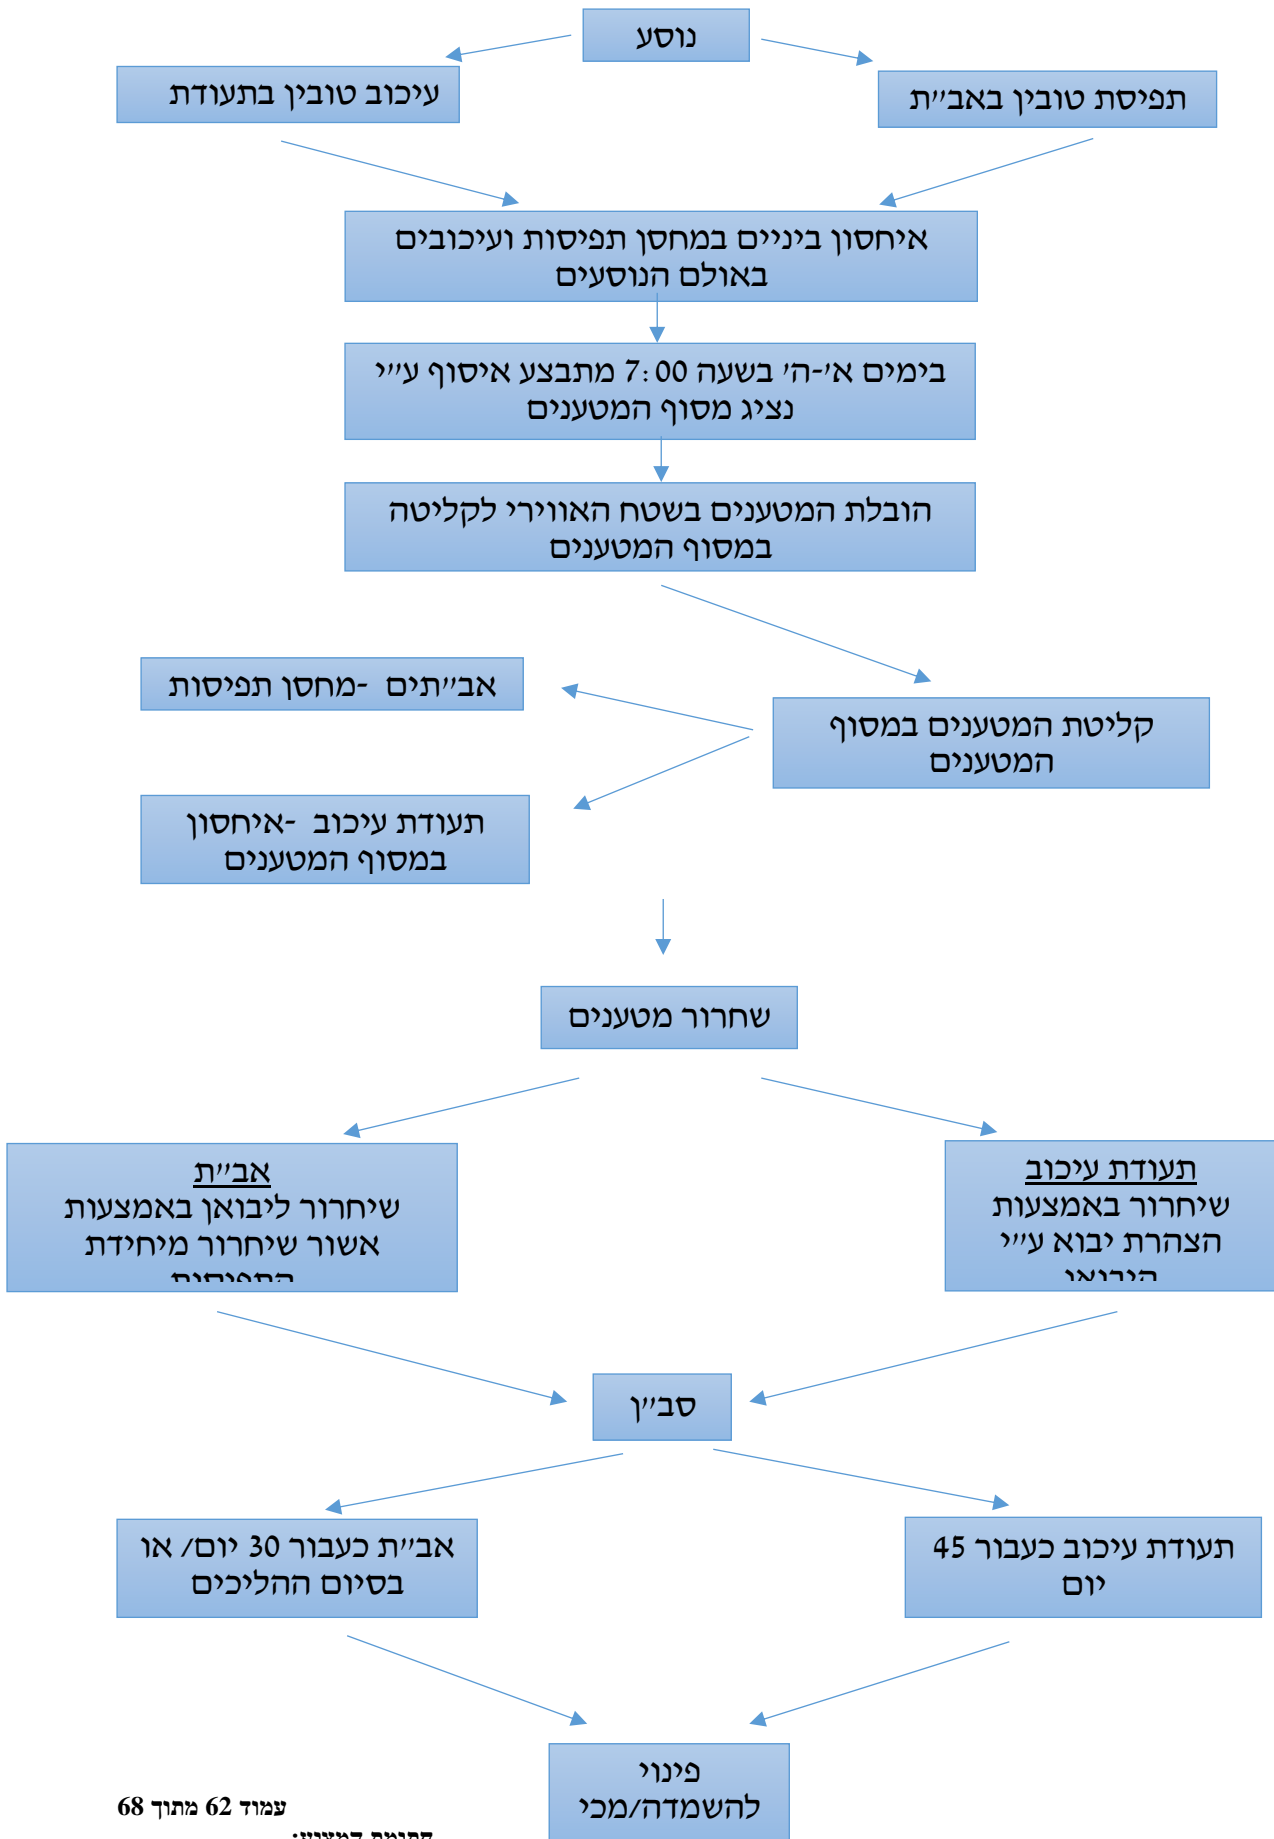 נוסע
תפיסת טובין באב״ת
עיכוב טובין בתעודת
איחסון ביניים במחסן תפיסות ועיכובים
באולם הנוסעים
בימים א׳-ה׳ בשעה 7:00 מתבצע איסוף ע״י
נציג מסוף המטענים
הובלת המטענים בשטח האווירי לקליטה
במסוף המטענים
קליטת המטענים במסוף
המטענים
אב״תים -מחסן תפיסות
תעודת עיכוב -איחסון
במסוף המטענים
שחרור מטענים
תעודת עיכוב
שיחרור באמצעות
הצהרת יבוא ע״י
היבואן
אב״ת
שיחרור ליבואן באמצעות
אשור שיחרור מיחידת
התפיסות
סב״ן
תעודת עיכוב כעבור 45
יום
אב״ת כעבור 30 יום/ או
בסיום ההליכים
פינוי
להשמדה/מכי
עמוד 62 מתוך 68
חתימת המציע: